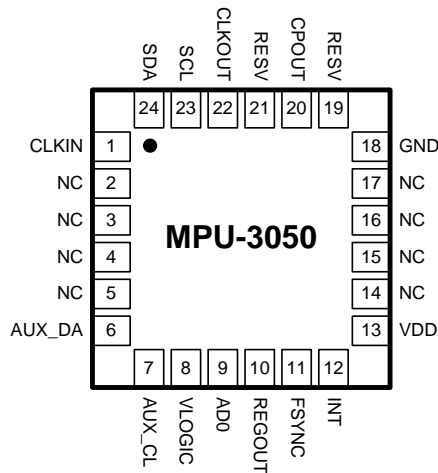 SDA
SCL
CLKOUT
RESV
CPOUT
RESV
24 23 22 21 20 19
CLKIN 1 18 GND
NC 2 17 NC
NC 3 16 NC
MPU-3050
NC 4 15 NC
NC 5 14 NC
AUX_DA 6 13 VDD
7 8 9 10 11 12
AUX_CL
VLOGIC
AD0
REGOUT
FSYNC
INT